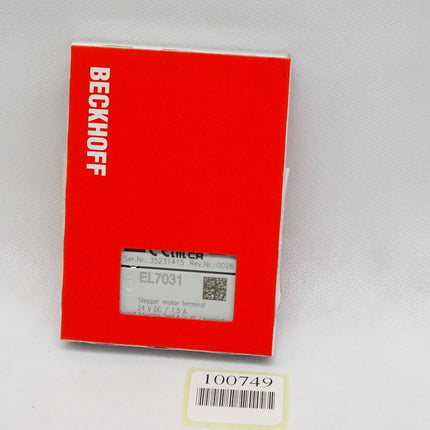 BECKHOFF
Ser.Nr.:35231415 Rev.Nr.:0026
EL7031
Stepper motor terminal
24 V DC / 1.5 A
100749